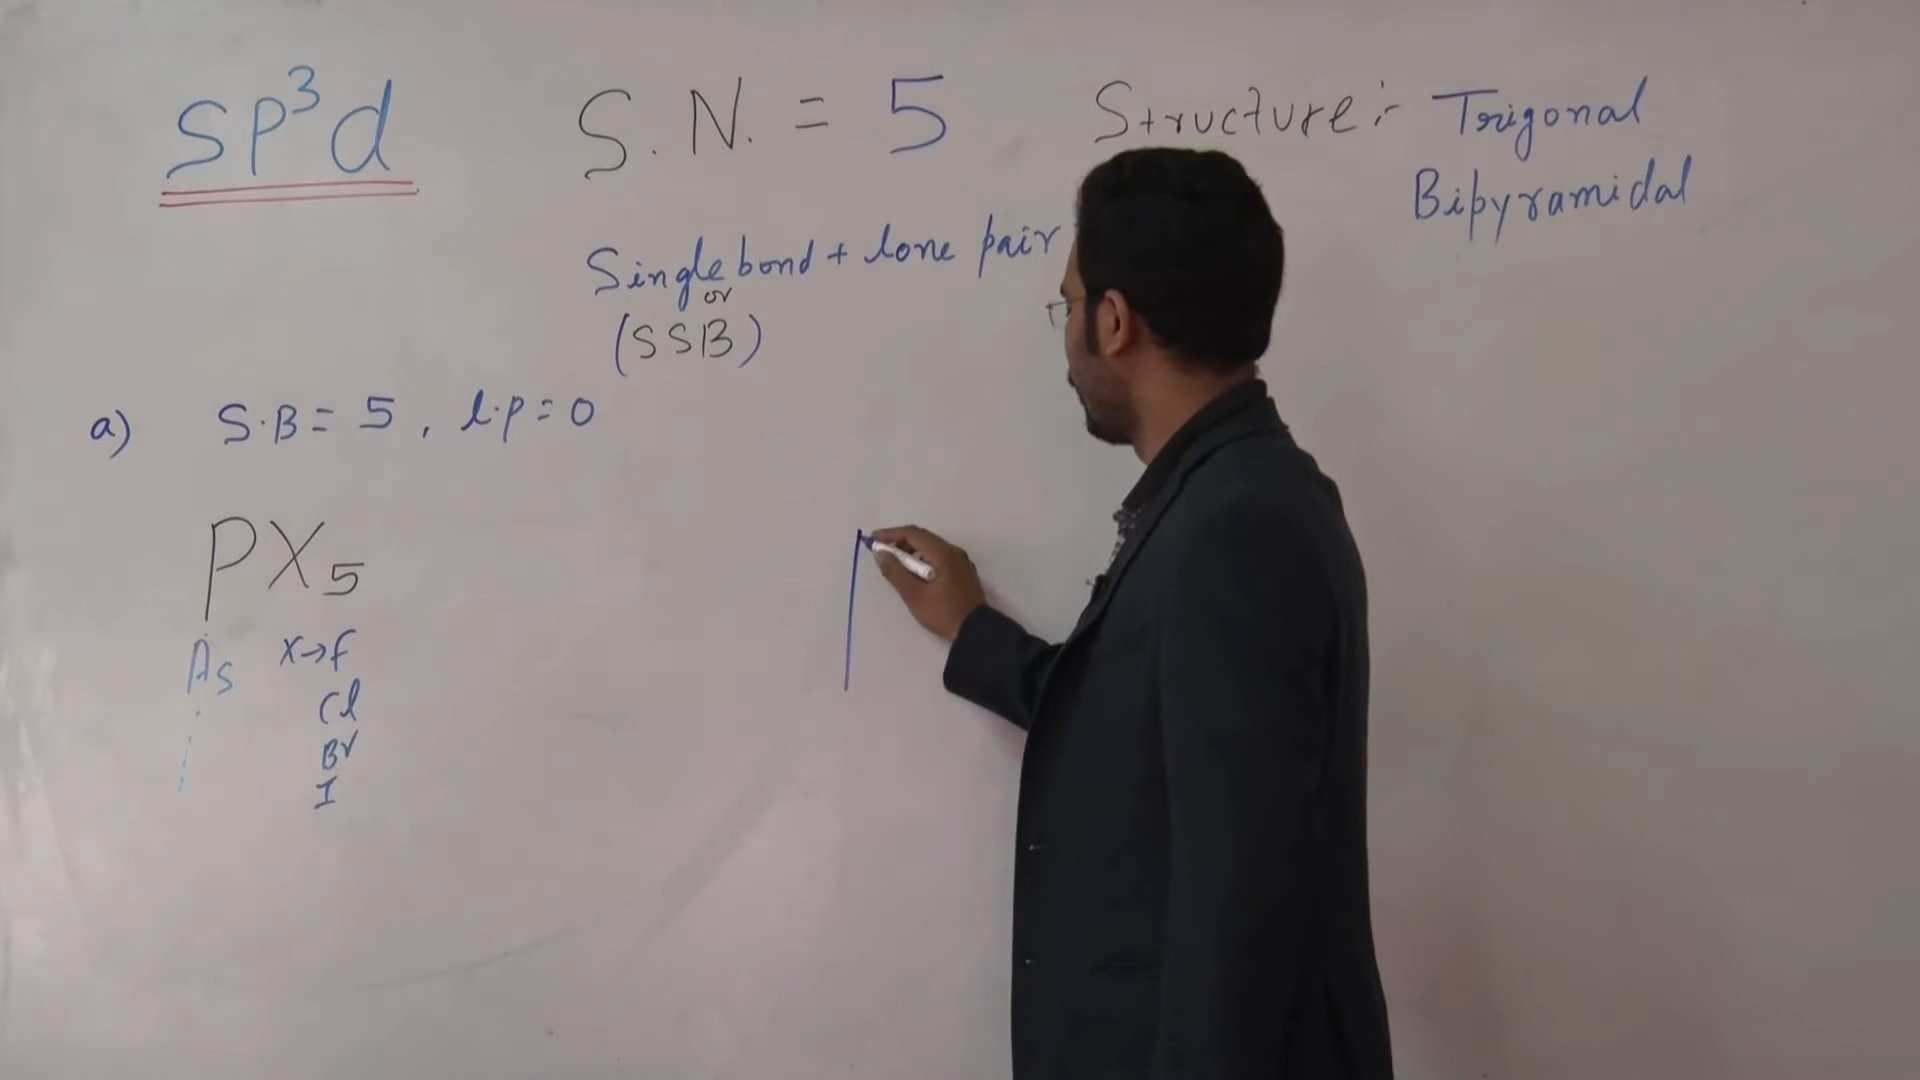 SP³d
S. N. = 5
Structure :- Trigonal
Bipyramidal
Single bond + lone pair
or
(SSB)
a) S.B = 5 , l.p = 0
PX₅
As X→F
Cl
Br
I